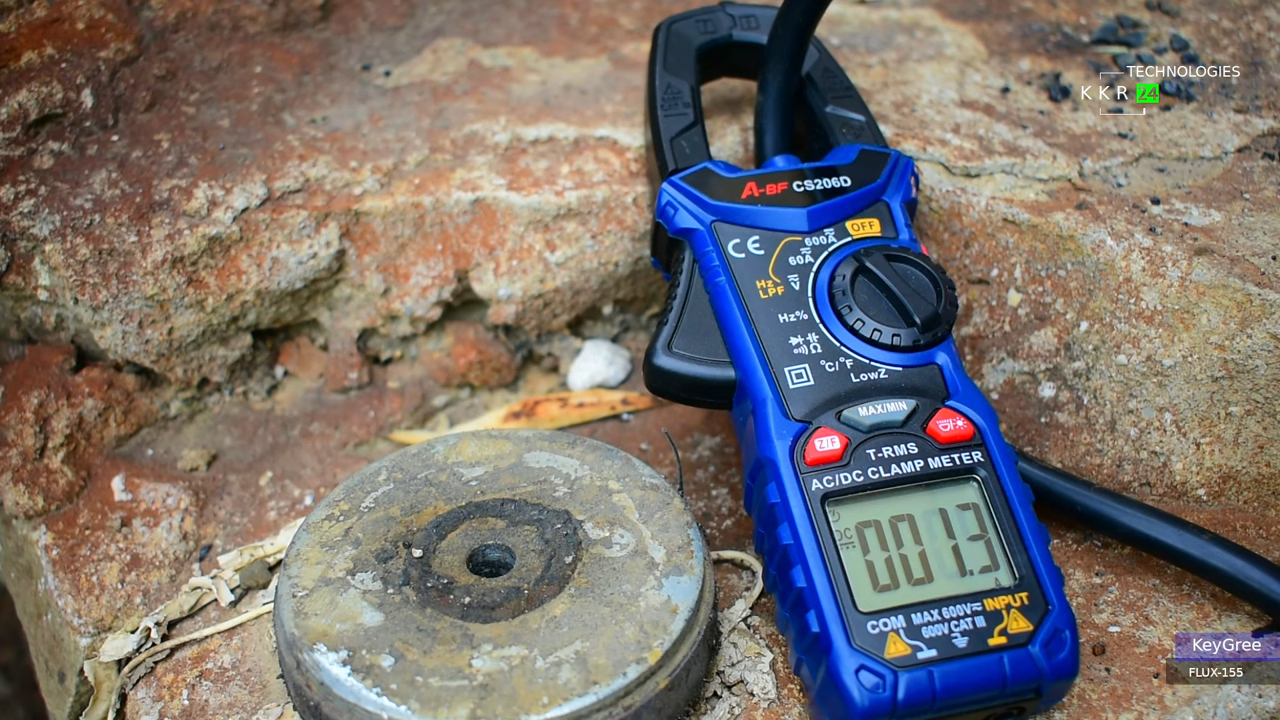 TECHNOLOGIES
KKR 24
A-BF CS206D
OFF
CE
600A
60A
V
Hz
LPF
Hz%
Ω
°C/°F
LowZ
MAX/MIN
Z/F
T-RMS
AC/DC CLAMP METER
DC
001.3
A
COM
MAX 600V
INPUT
600V CAT III
KeyGree
FLUX-155